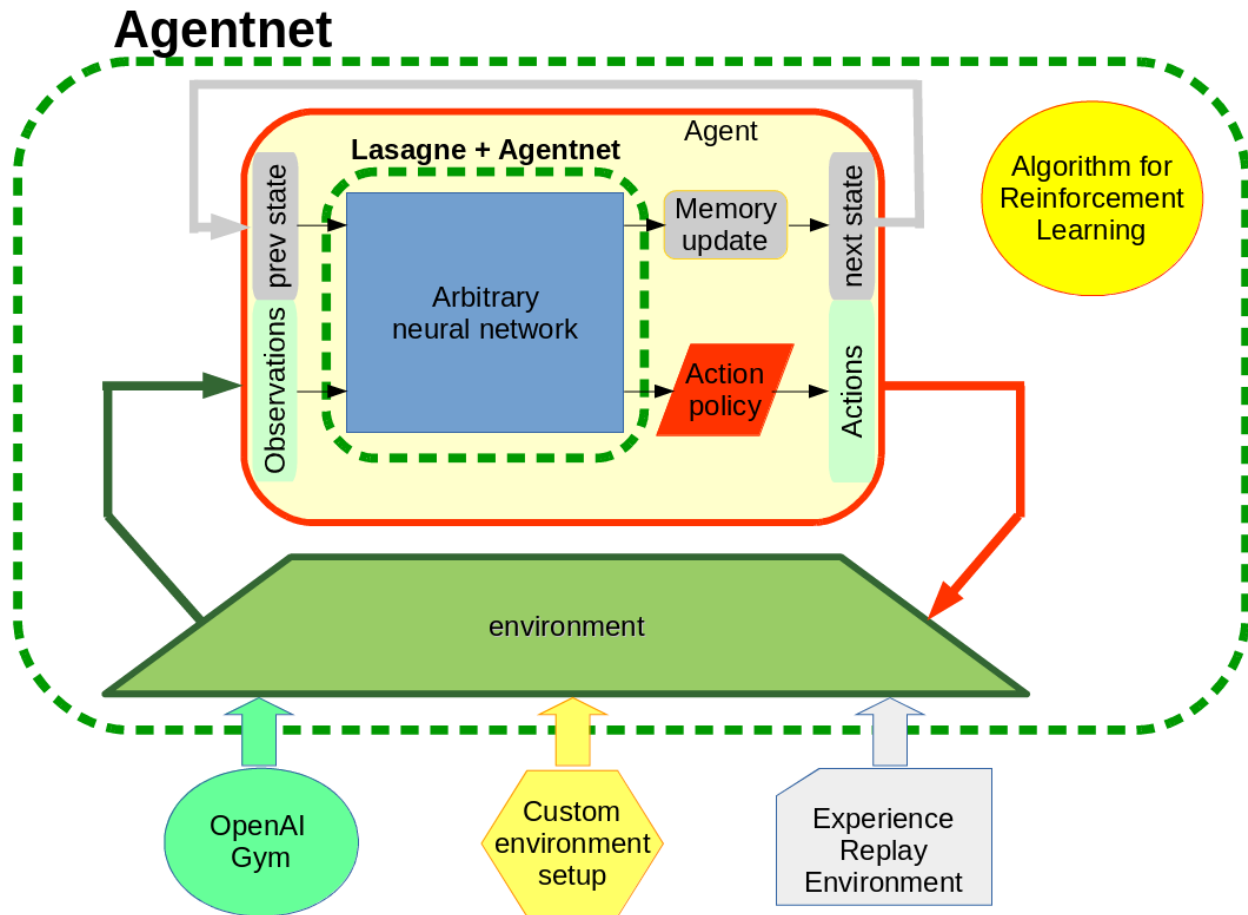 Agentnet
Agent
Lasagne + Agentnet
prev state
Observations
Arbitrary
neural network
Memory
update
Action
policy
next state
Actions
Algorithm for
Reinforcement
Learning
environment
OpenAI
Gym
Custom
environment
setup
Experience
Replay
Environment